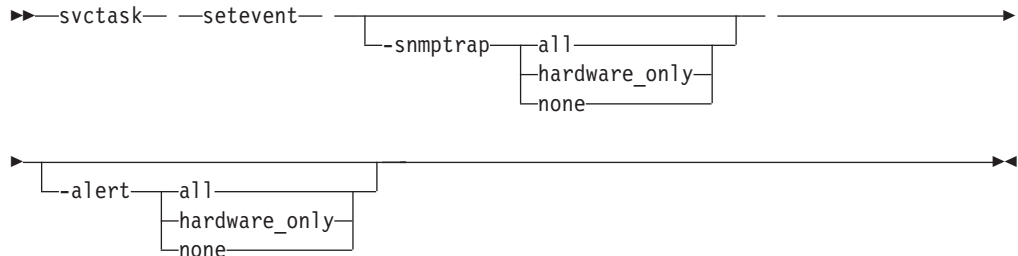 svctask setevent
-snmptrap all
hardware_only
none
-alert all
hardware_only
none